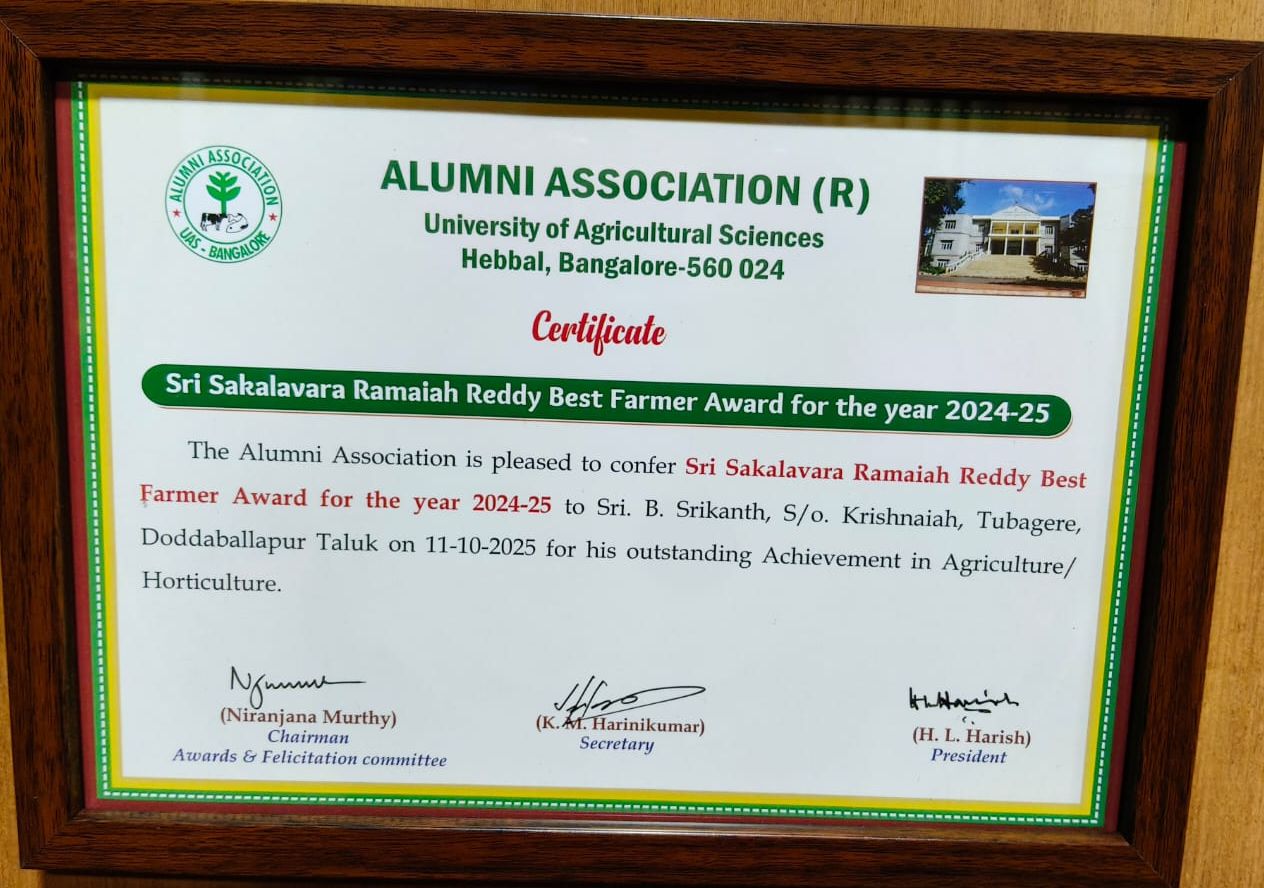 ALUMNI ASSOCIATION
UAS - BANGALORE
ALUMNI ASSOCIATION (R)
University of Agricultural Sciences
Hebbal, Bangalore-560 024
Certificate
Sri Sakalavara Ramaiah Reddy Best Farmer Award for the year 2024-25
The Alumni Association is pleased to confer Sri Sakalavara Ramaiah Reddy Best
Farmer Award for the year 2024-25 to Sri. B. Srikanth, S/o. Krishnaiah, Tubagere,
Doddaballapur Taluk on 11-10-2025 for his outstanding Achievement in Agriculture/
Horticulture.
(Niranjana Murthy)
Chairman
Awards & Felicitation committee
(K. M. Harinikumar)
Secretary
(H. L. Harish)
President